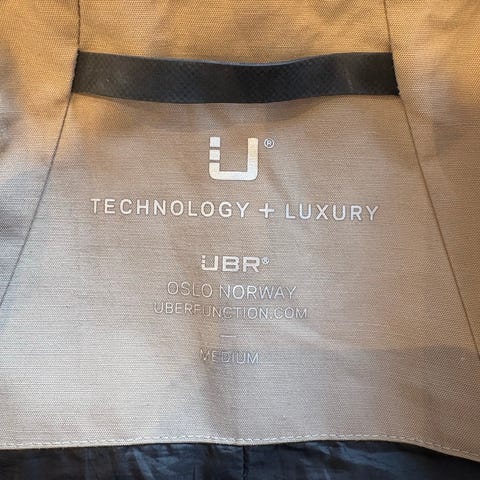 U®
TECHNOLOGY + LUXURY
UBR®
OSLO NORWAY
UBERFUNCTION.COM
—
MEDIUM